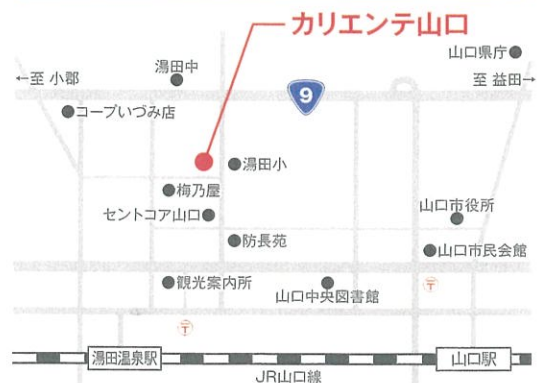 カリエンテ山口
山口県庁
←至 小郡
湯田中
至 益田→
9
コープいづみ店
湯田小
梅乃屋
セントコア山口
山口市役所
防長苑
山口市民会館
観光案内所
山口中央図書館
〒
〒
湯田温泉駅
山口駅
JR山口線